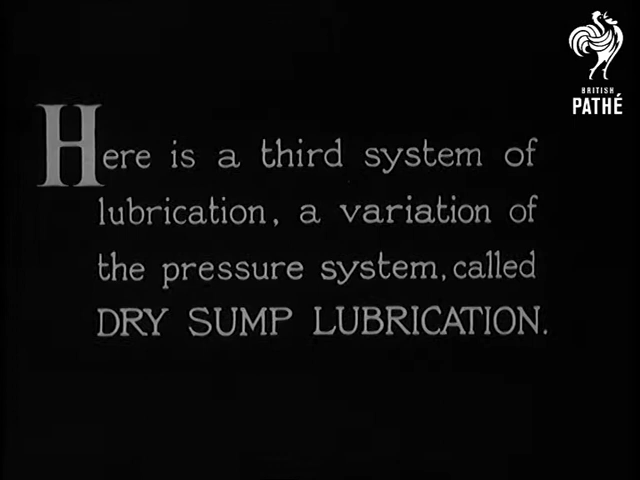 BRITISH
PATHÉ
Here is a third system of
lubrication, a variation of
the pressure system, called
DRY SUMP LUBRICATION.